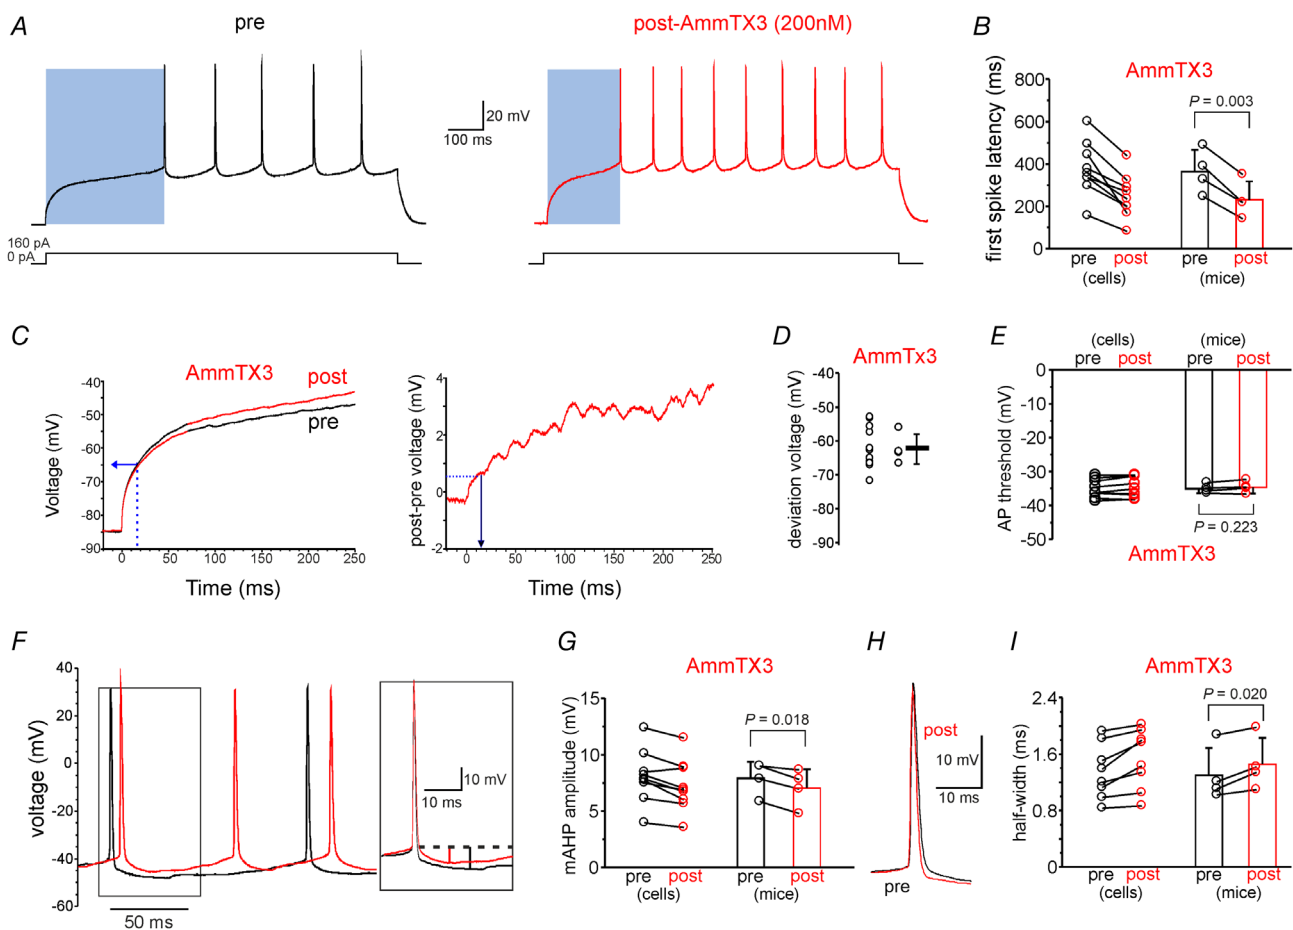 A
pre
post-AmmTX3 (200nM)
20 mV
100 ms
160 pA
0 pA
B
AmmTX3
first spike latency (ms)
800
600
400
200
0
P = 0.003
pre post pre post
(cells) (mice)
C
AmmTX3
post
pre
Voltage (mV)
-40
-50
-60
-70
-80
-90
0 50 100 150 200 250
Time (ms)
post-pre voltage (mV)
4
2
0
-2
0 50 100 150 200 250
Time (ms)
D
AmmTx3
deviation voltage (mV)
-40
-50
-60
-70
-80
-90
E
(cells) (mice)
pre post pre post
AP threshold (mV)
0
-10
-20
-30
-40
-50
P = 0.223
AmmTX3
F
voltage (mV)
40
20
0
-20
-40
-60
50 ms
10 mV
10 ms
G
AmmTX3
mAHP amplitude (mV)
15
10
5
0
P = 0.018
pre post pre post
(cells) (mice)
H
post
pre
10 mV
10 ms
I
AmmTX3
half-width (ms)
2.4
1.6
0.8
0
P = 0.020
pre post pre post
(cells) (mice)